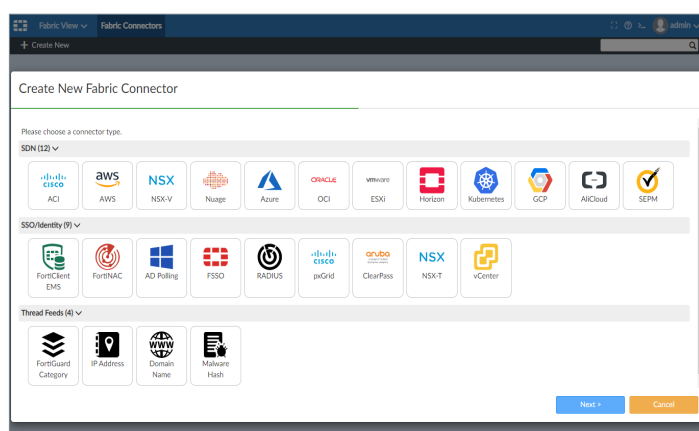 Fabric View Fabric Connectors admin
+ Create New
Create New Fabric Connector
Please choose a connector type.
SDN (12)
CISCO aws NSX ORACLE vmware
ACI AWS NSX-V Nuage Azure OCI ESXi Horizon Kubernetes GCP AliCloud SEPM
SSO/Identity (9)
CISCO aruba NSX
FortiClient EMS FortiNAC AD Polling FSSO RADIUS pxGrid ClearPass NSX-T vCenter
Thread Feeds (4)
WWW
FortiGuard Category IP Address Domain Name Malware Hash
Next > Cancel